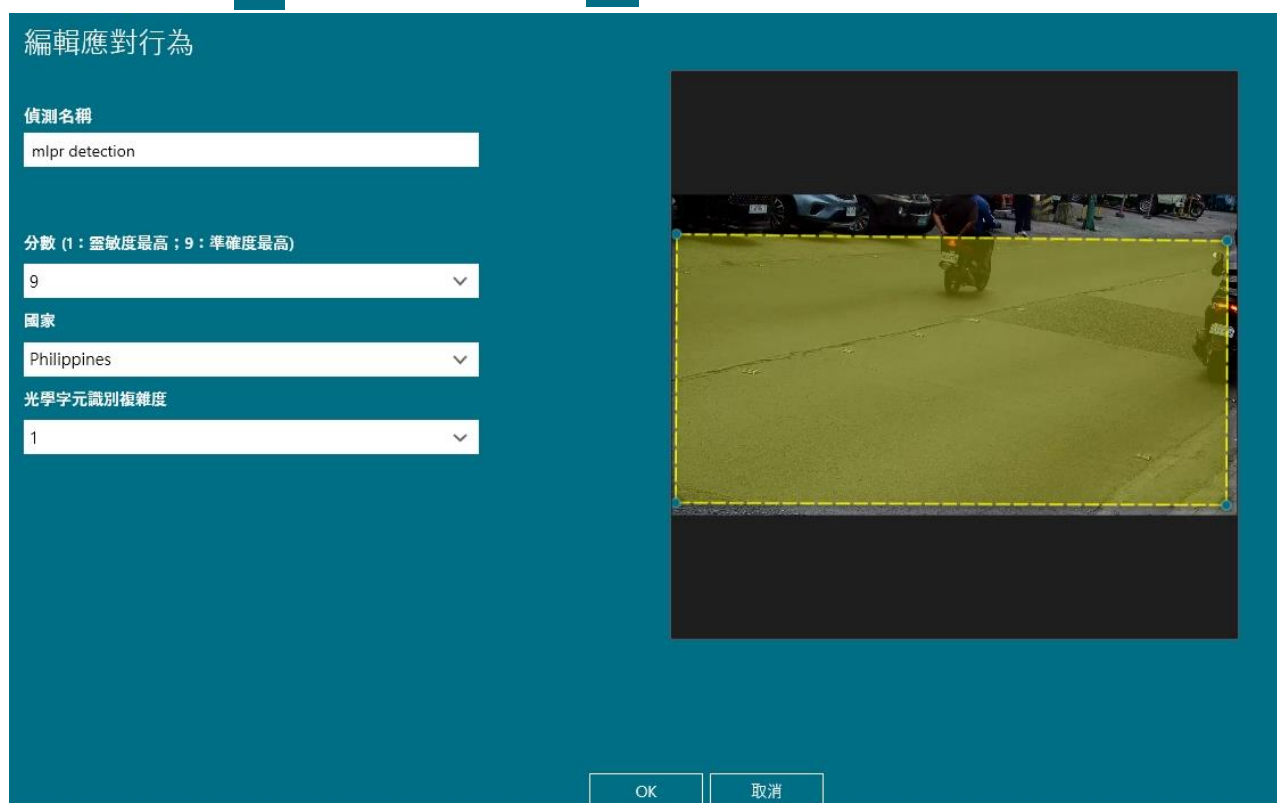 編輯應對行為
偵測名稱
mlpr detection
分數 (1：靈敏度最高；9：準確度最高)
9
國家
Philippines
光學字元識別複雜度
1
OK
取消